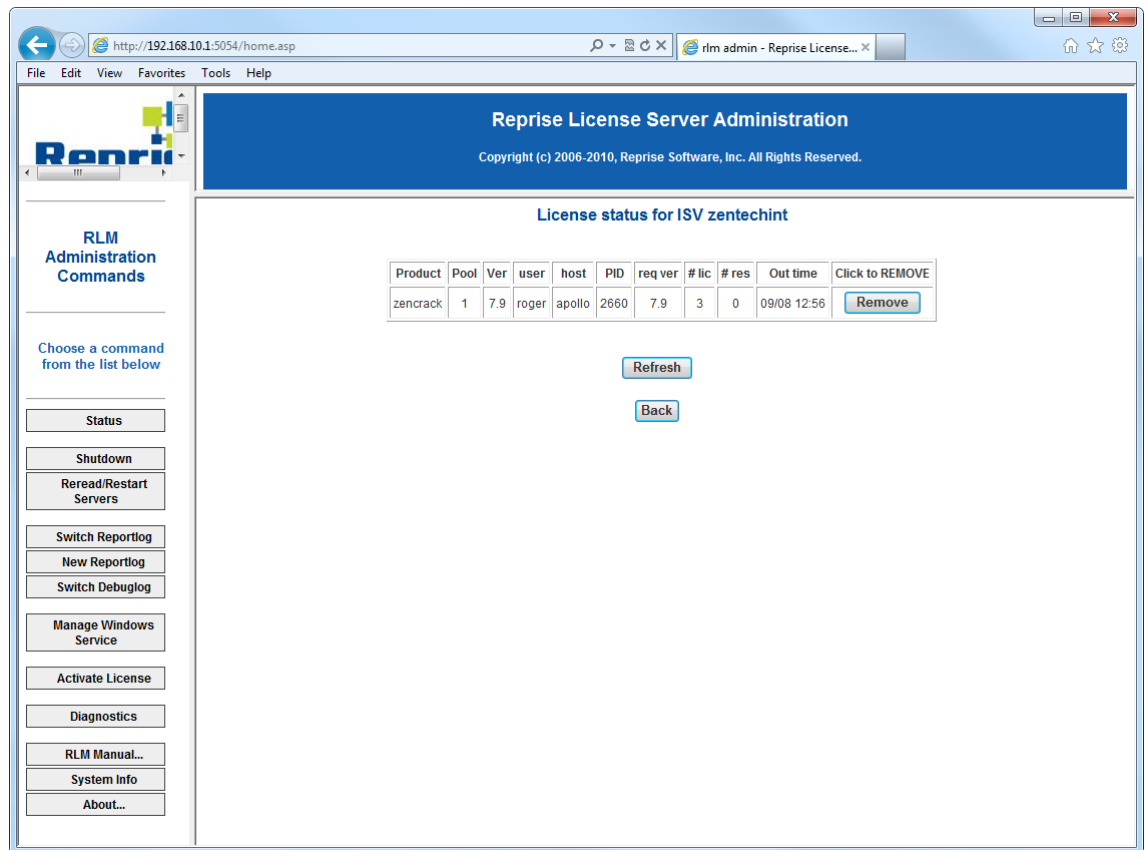 http://192.168.10.1:5054/home.asp
rlm admin - Reprise License...
File Edit View Favorites Tools Help
Reprise License Server Administration
Copyright (c) 2006-2010, Reprise Software, Inc. All Rights Reserved.
RLM
Administration
Commands
Choose a command
from the list below
Status
Shutdown
Reread/Restart
Servers
Switch Reportlog
New Reportlog
Switch Debuglog
Manage Windows
Service
Activate License
Diagnostics
RLM Manual...
System Info
About...
License status for ISV zentechint
Product Pool Ver user host PID req ver # lic # res Out time Click to REMOVE
zencrack 1 7.9 roger apollo 2660 7.9 3 0 09/08 12:56 Remove
Refresh
Back